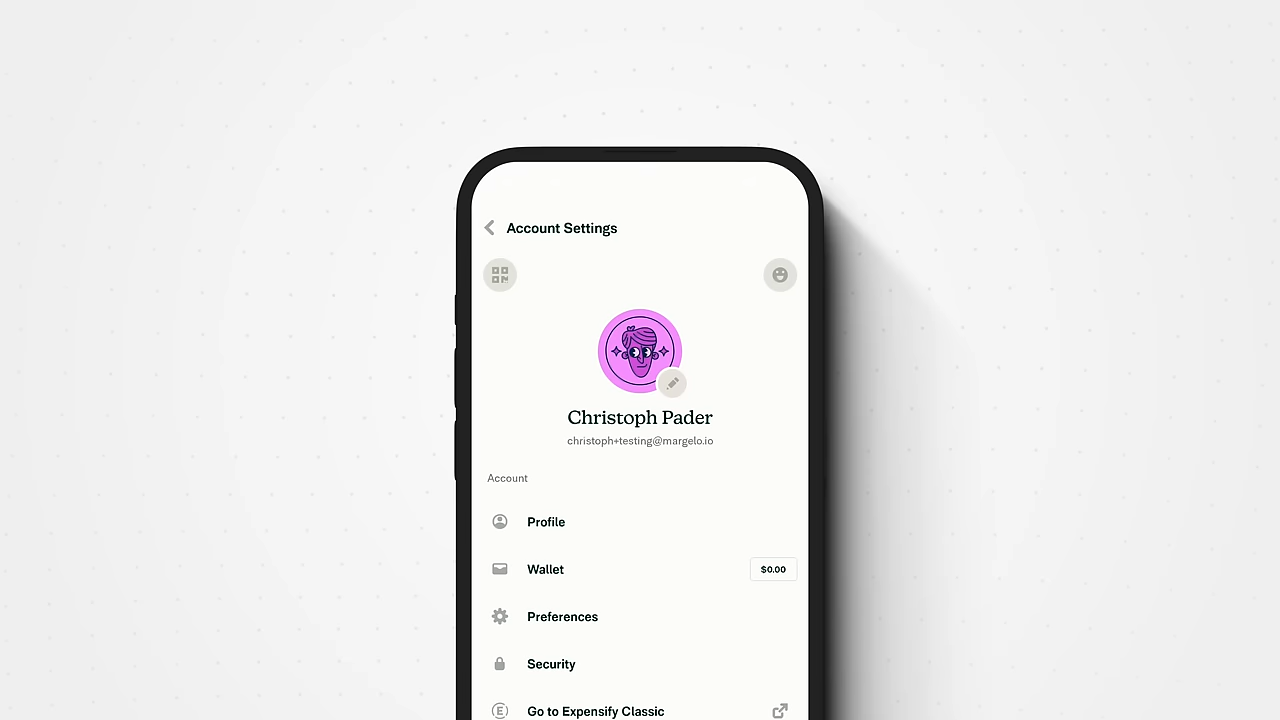 Account Settings
Christoph Pader
christoph+testing@margelo.io
Account
Profile
Wallet
$0.00
Preferences
Security
Go to Expensify Classic